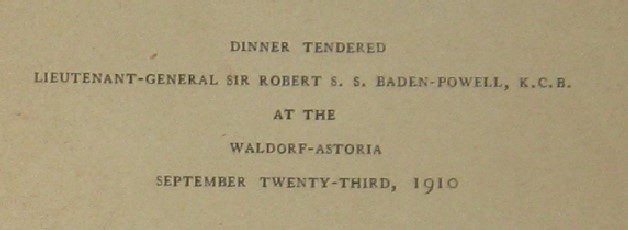 DINNER TENDERED
LIEUTENANT-GENERAL SIR ROBERT S. S. BADEN-POWELL, K.C.B.
AT THE
WALDORF-ASTORIA
SEPTEMBER TWENTY-THIRD, 1910